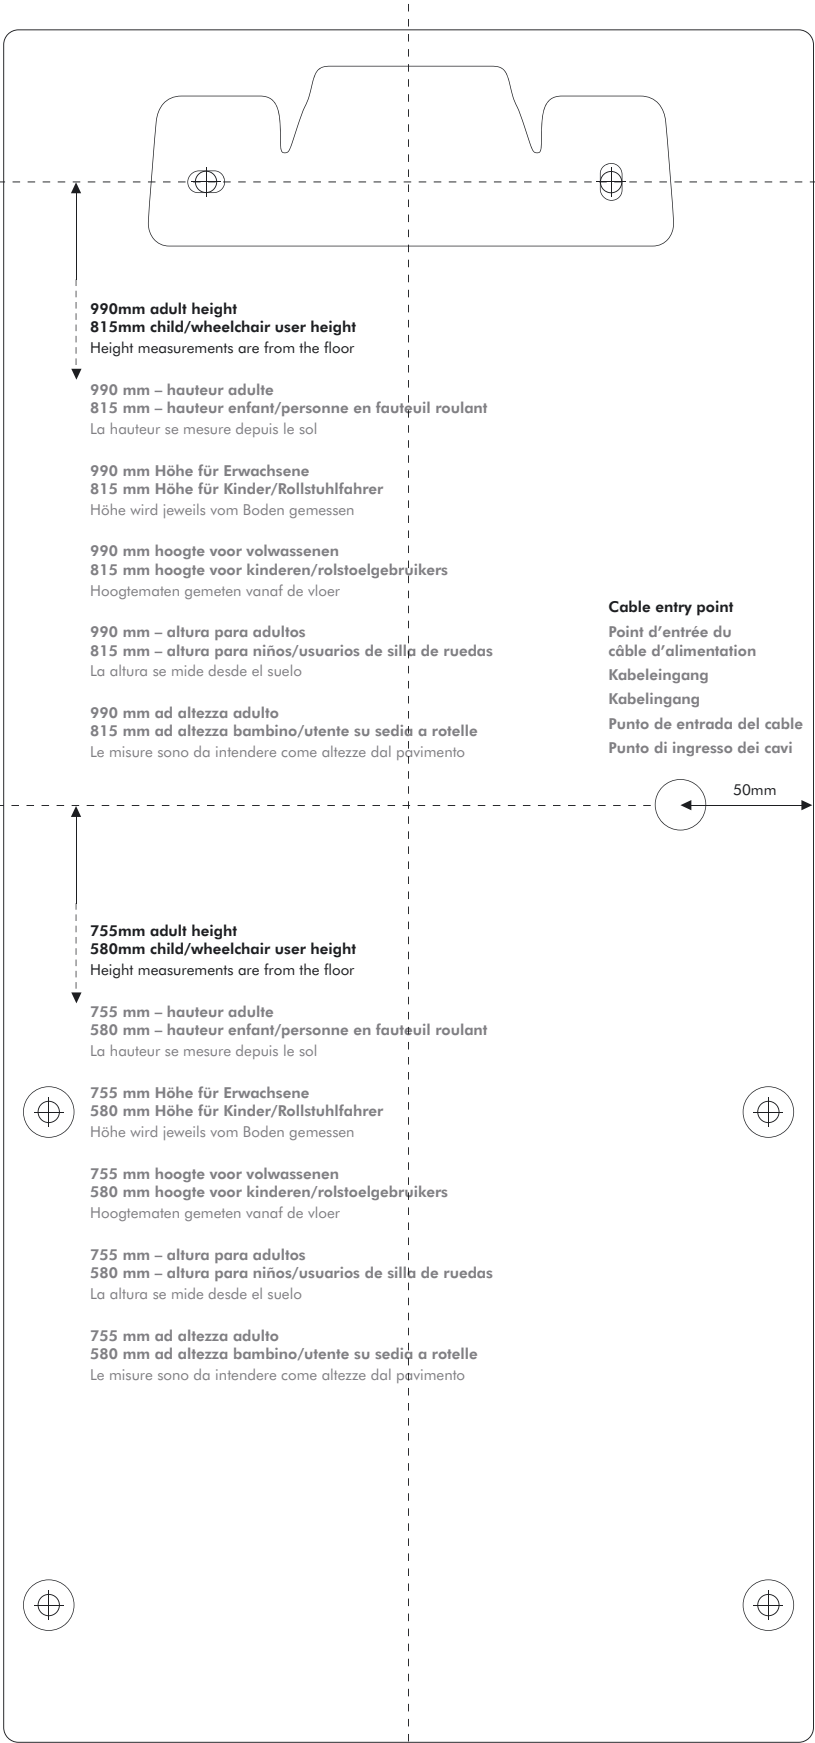 990mm adult height
815mm child/wheelchair user height
Height measurements are from the floor
990 mm – hauteur adulte
815 mm – hauteur enfant/personne en fauteuil roulant
La hauteur se mesure depuis le sol
990 mm Höhe für Erwachsene
815 mm Höhe für Kinder/Rollstuhlfahrer
Höhe wird jeweils vom Boden gemessen
990 mm hoogte voor volwassenen
815 mm hoogte voor kinderen/rolstoelgebruikers
Hoogtematen gemeten vanaf de vloer
990 mm – altura para adultos
815 mm – altura para niños/usuarios de silla de ruedas
La altura se mide desde el suelo
990 mm ad altezza adulto
815 mm ad altezza bambino/utente su sedia a rotelle
Le misure sono da intendere come altezze dal pavimento
Cable entry point
Point d’entrée du
câble d’alimentation
Kabeleingang
Kabelingang
Punto de entrada del cable
Punto di ingresso dei cavi
50mm
755mm adult height
580mm child/wheelchair user height
Height measurements are from the floor
755 mm – hauteur adulte
580 mm – hauteur enfant/personne en fauteuil roulant
La hauteur se mesure depuis le sol
755 mm Höhe für Erwachsene
580 mm Höhe für Kinder/Rollstuhlfahrer
Höhe wird jeweils vom Boden gemessen
755 mm hoogte voor volwassenen
580 mm hoogte voor kinderen/rolstoelgebruikers
Hoogtematen gemeten vanaf de vloer
755 mm – altura para adultos
580 mm – altura para niños/usuarios de silla de ruedas
La altura se mide desde el suelo
755 mm ad altezza adulto
580 mm ad altezza bambino/utente su sedia a rotelle
Le misure sono da intendere come altezze dal pavimento